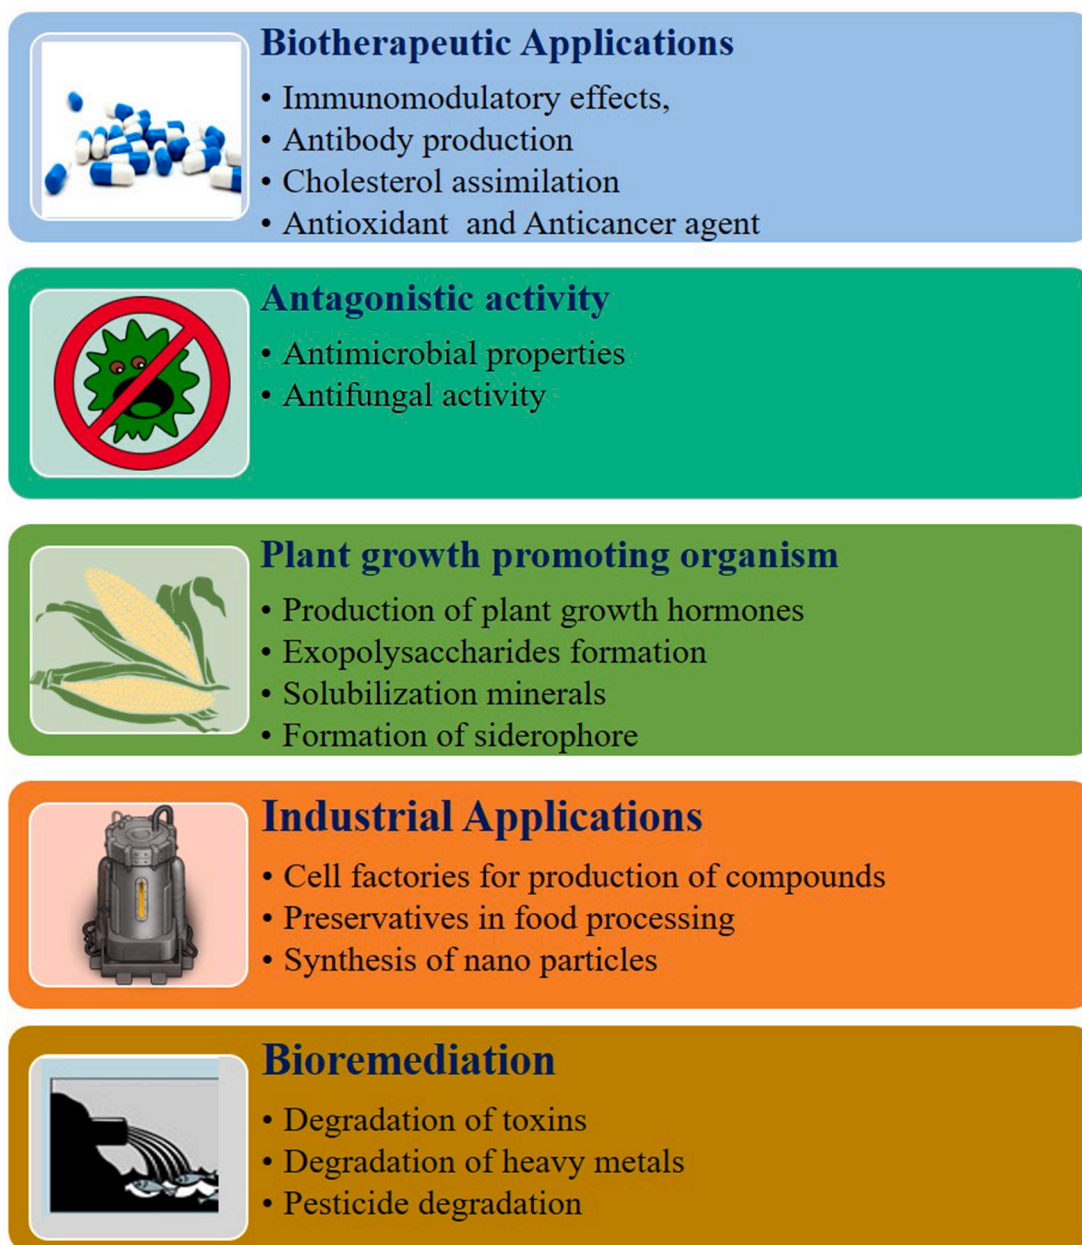 Biotherapeutic Applications
• Immunomodulatory effects,
• Antibody production
• Cholesterol assimilation
• Antioxidant  and Anticancer agent
Antagonistic activity
• Antimicrobial properties
• Antifungal activity
Plant growth promoting organism
• Production of plant growth hormones
• Exopolysaccharides formation
• Solubilization minerals
• Formation of siderophore
Industrial Applications
• Cell factories for production of compounds
• Preservatives in food processing
• Synthesis of nano particles
Bioremediation
• Degradation of toxins
• Degradation of heavy metals
• Pesticide degradation